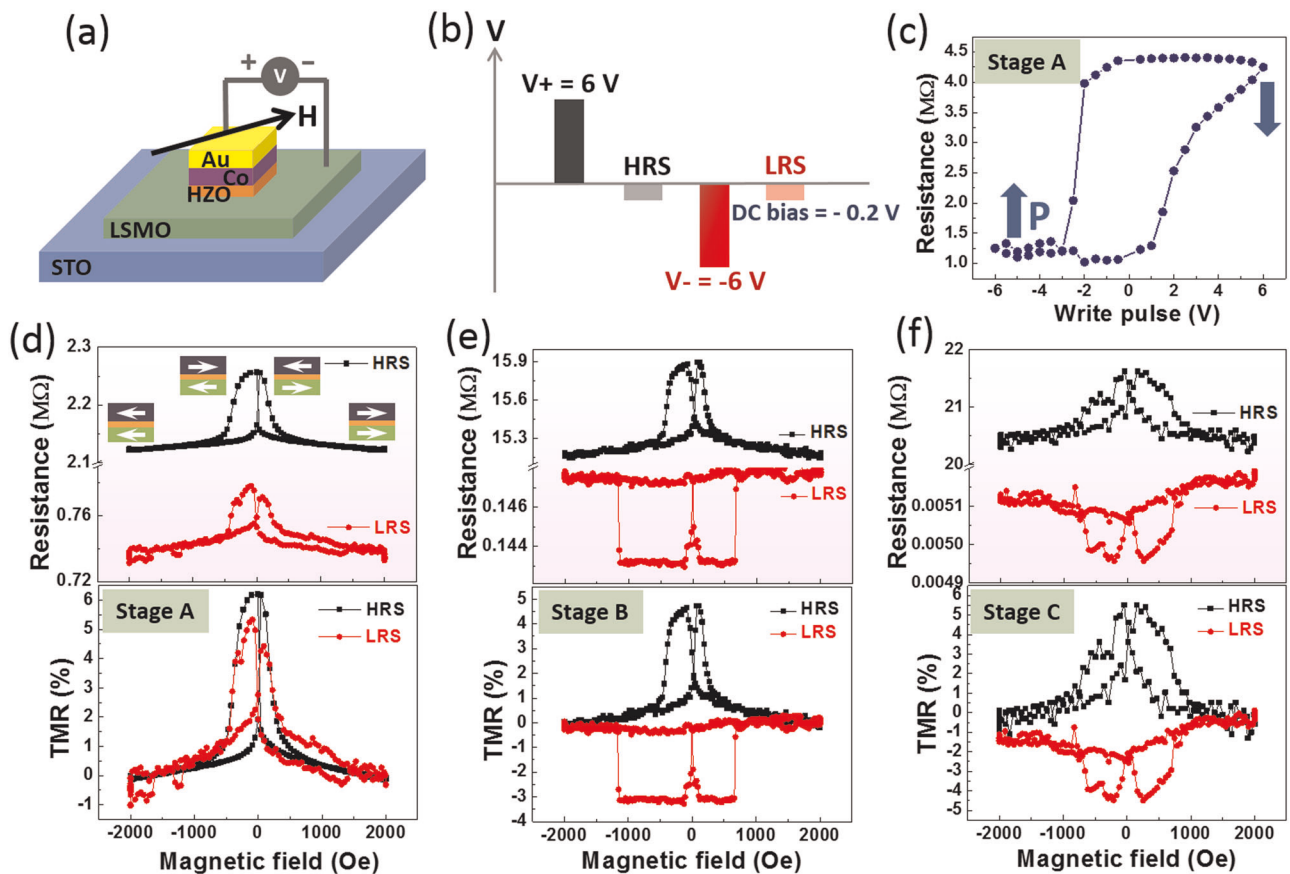 (a)
+
V
−
H
Au
Co
HZO
LSMO
STO
(b)
V
V+ = 6 V
HRS
LRS
DC bias = - 0.2 V
V- = -6 V
(c)
Stage A
Resistance (MΩ)
4.5
4.0
3.5
3.0
2.5
2.0
1.5
1.0
P
-6 -4 -2 0 2 4 6
Write pulse (V)
(d)
Resistance (MΩ)
2.3
2.2
2.1
0.76
0.72
HRS
LRS
Stage A
HRS
LRS
TMR (%)
6
5
4
3
2
1
0
-1
-2000 -1000 0 1000 2000
Magnetic field (Oe)
(e)
Resistance (MΩ)
15.9
15.6
15.3
0.146
0.144
HRS
LRS
Stage B
HRS
LRS
TMR (%)
5
4
3
2
1
0
-1
-2
-3
-4
-2000 -1000 0 1000 2000
Magnetic field (Oe)
(f)
Resistance (MΩ)
22
21
20
0.0051
0.0050
0.0049
HRS
LRS
Stage C
HRS
LRS
TMR (%)
6
5
4
3
2
1
0
-1
-2
-3
-4
-5
-2000 -1000 0 1000 2000
Magnetic field (Oe)